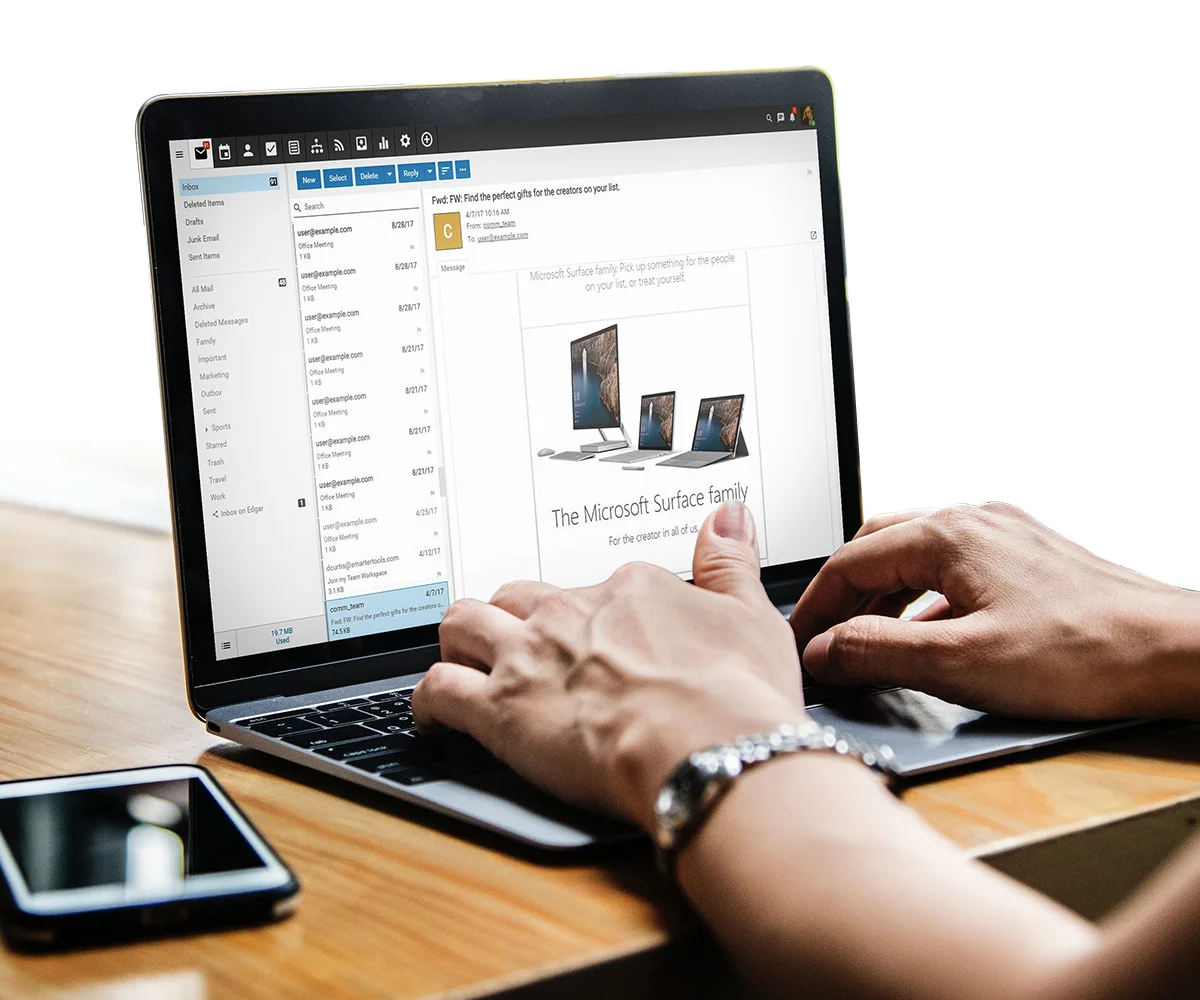 Inbox 91
Deleted Items
Drafts
Junk Email
Sent Items
All Mail 48
Archive
Deleted Messages
Family
Important
Marketing
Outbox
Sent
Sports
Starred
Trash
Travel
Work
Inbox on Edgar 1
19.7 MB
Used
New Select Delete Reply
Search
user@example.com 8/28/17
Office Meeting
1 KB
user@example.com 8/28/17
Office Meeting
1 KB
user@example.com 8/28/17
Office Meeting
1 KB
user@example.com 8/21/17
Office Meeting
1 KB
user@example.com 8/21/17
Office Meeting
1 KB
user@example.com 8/21/17
Office Meeting
1 KB
user@example.com 8/21/17
Office Meeting
1 KB
user@example.com 4/25/17
Office Meeting
1 KB
dcurtis@smartertools.com 4/12/17
Join my Team Workspace
3.1 KB
comm_team 4/7/17
Fwd: FW: Find the perfect gifts for the creators o...
74.5 KB
Fwd: FW: Find the perfect gifts for the creators on your list.
C
4/7/17 10:16 AM
From: comm_team
To: user@example.com
Message
Microsoft Surface family. Pick up something for the people
on your list, or treat yourself.
The Microsoft Surface family
For the creator in all of us.
caps lock